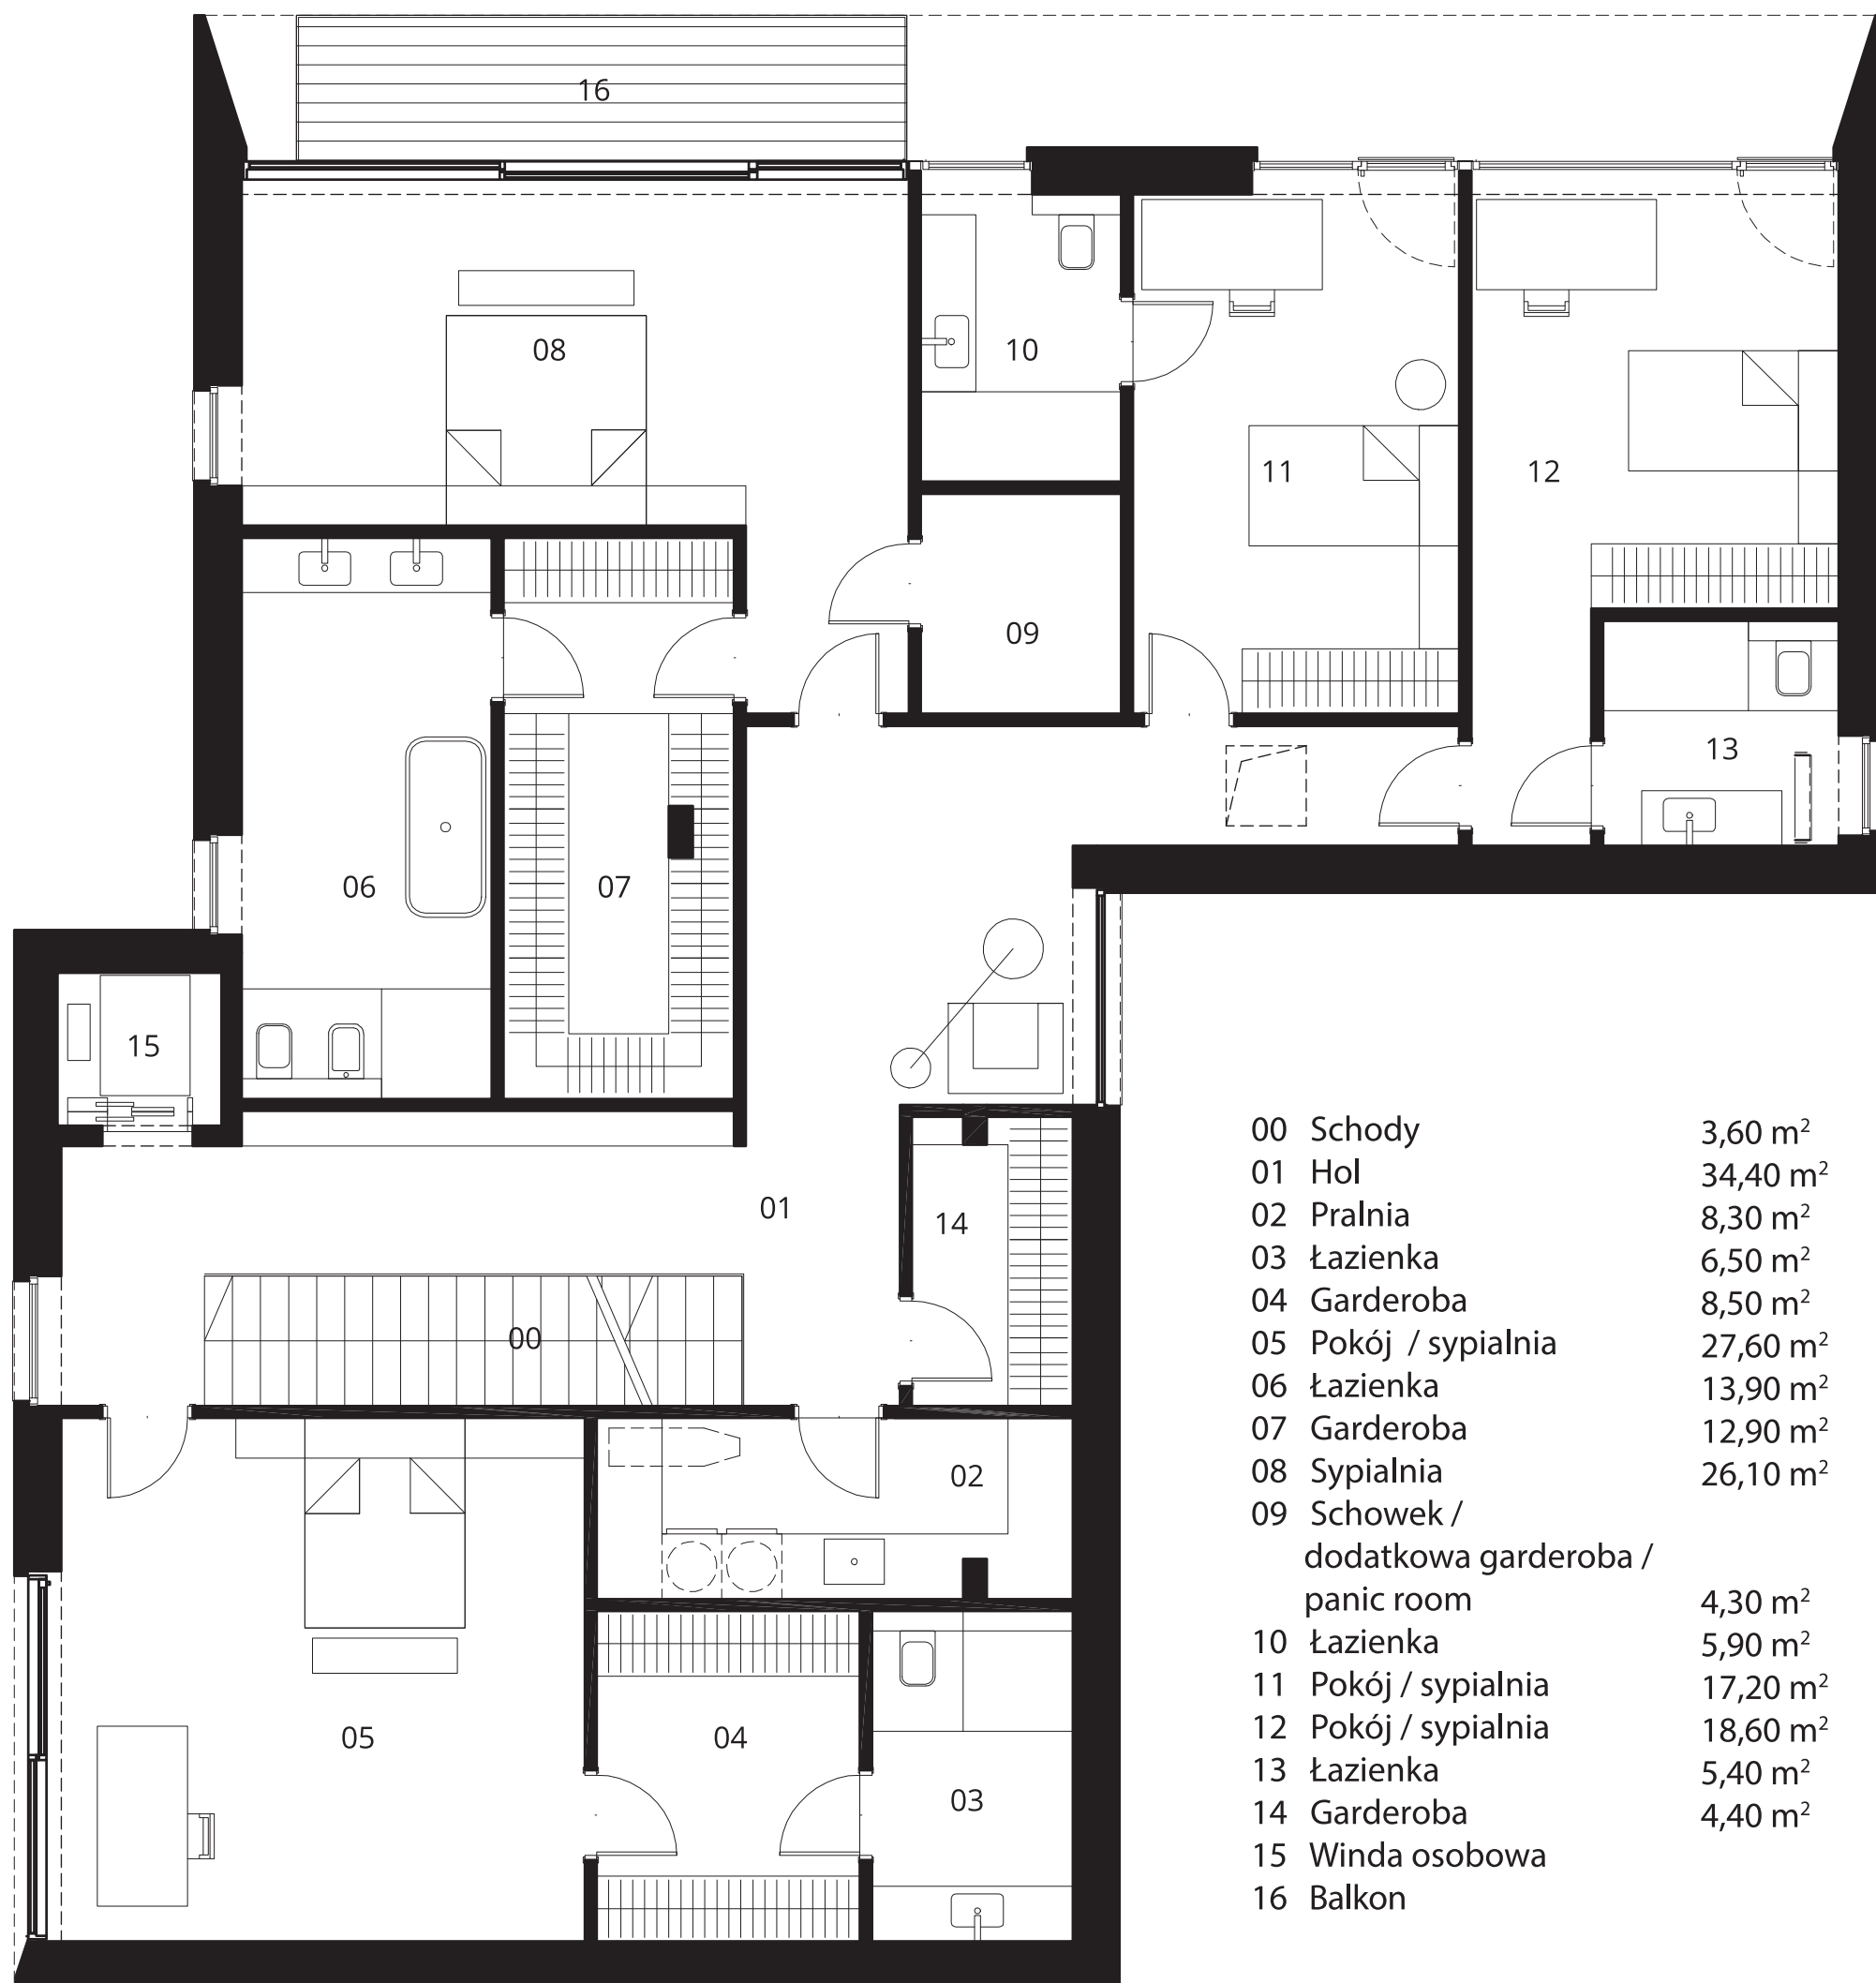 16
08
10
11
12
09
13
06
07
15
01
14
00
02
05
04
03
00 Schody 3,60 m²
01 Hol 34,40 m²
02 Pralnia 8,30 m²
03 Łazienka 6,50 m²
04 Garderoba 8,50 m²
05 Pokój / sypialnia 27,60 m²
06 Łazienka 13,90 m²
07 Garderoba 12,90 m²
08 Sypialnia 26,10 m²
09 Schowek /
dodatkowa garderoba /
panic room 4,30 m²
10 Łazienka 5,90 m²
11 Pokój / sypialnia 17,20 m²
12 Pokój / sypialnia 18,60 m²
13 Łazienka 5,40 m²
14 Garderoba 4,40 m²
15 Winda osobowa
16 Balkon